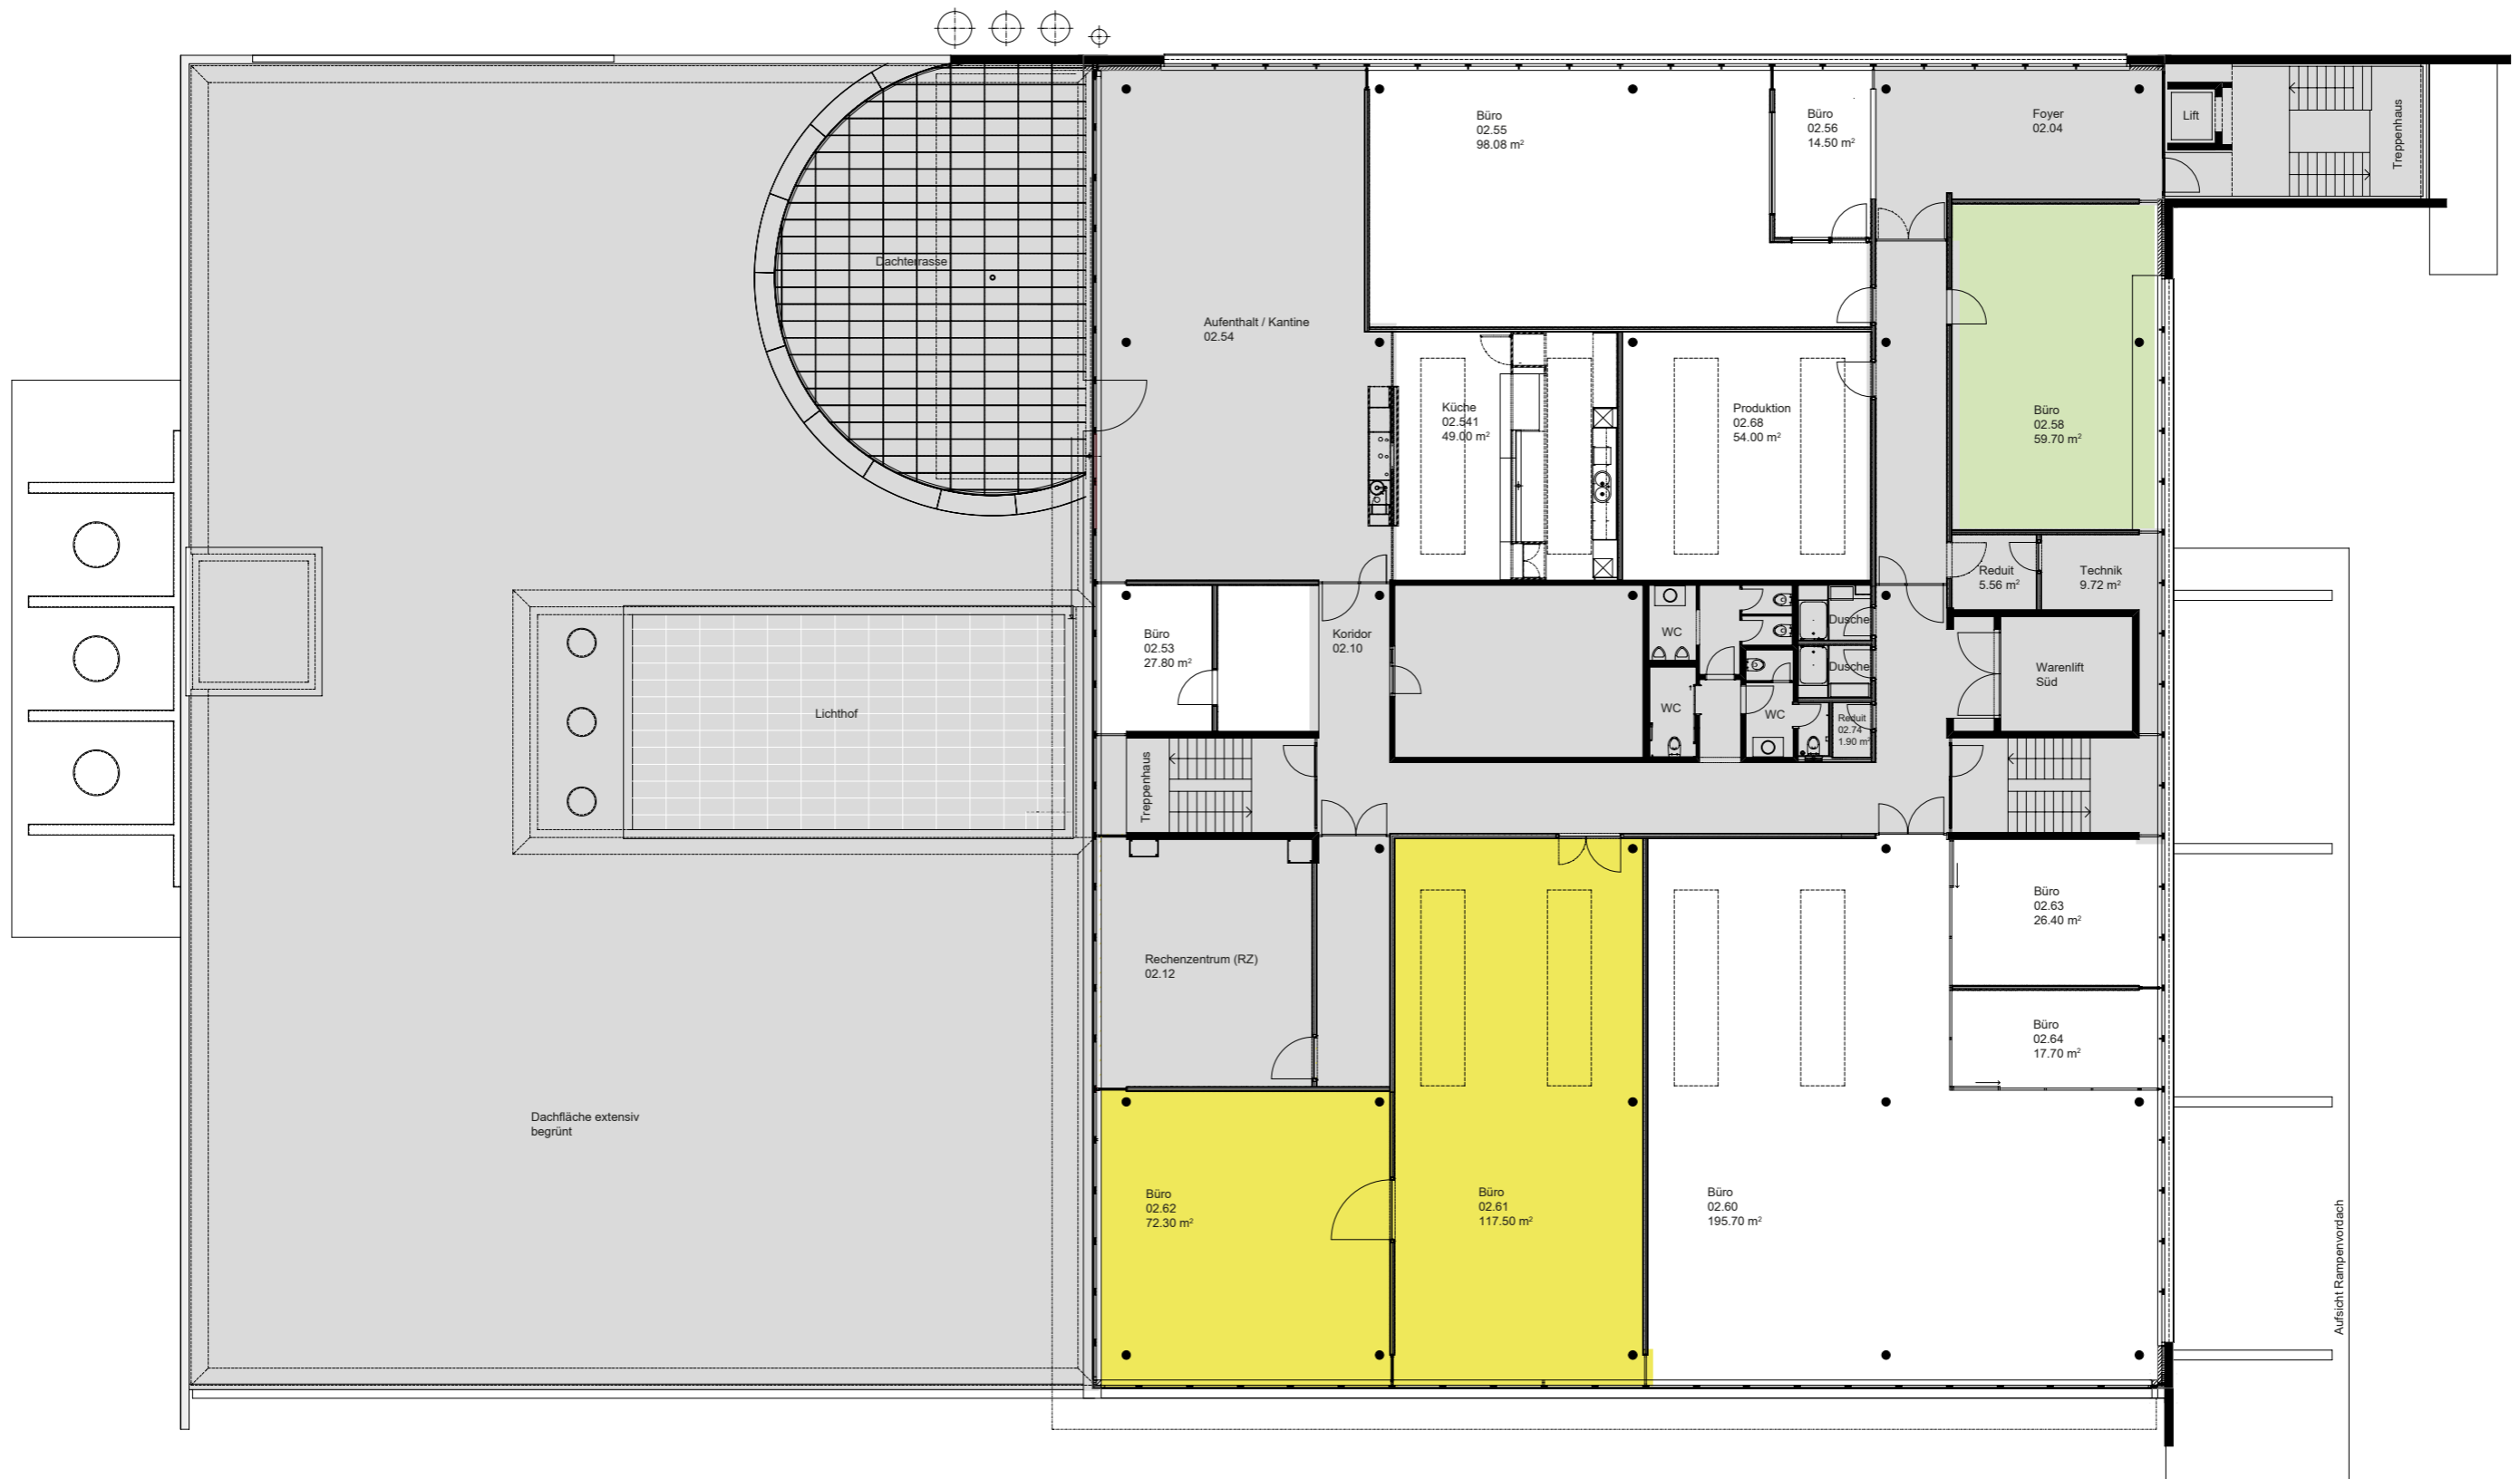 Büro
02.55
98.08 m²
Büro
02.56
14.50 m²
Foyer
02.04
Lift
Treppenhaus
Dachterrasse
Aufenthalt / Kantine
02.54
Küche
02.541
49.00 m²
Produktion
02.68
54.00 m²
Büro
02.58
59.70 m²
Reduit
5.56 m²
Technik
9.72 m²
Büro
02.53
27.80 m²
Koridor
02.10
WC
Dusche
Dusche
WC
WC
Reduit
02.74
1.90 m²
Warenlift
Süd
Lichthof
Treppenhaus
Büro
02.63
26.40 m²
Rechenzentrum (RZ)
02.12
Büro
02.64
17.70 m²
Dachfläche extensiv
begrünt
Büro
02.62
72.30 m²
Büro
02.61
117.50 m²
Büro
02.60
195.70 m²
Aufsicht Rampenvordach